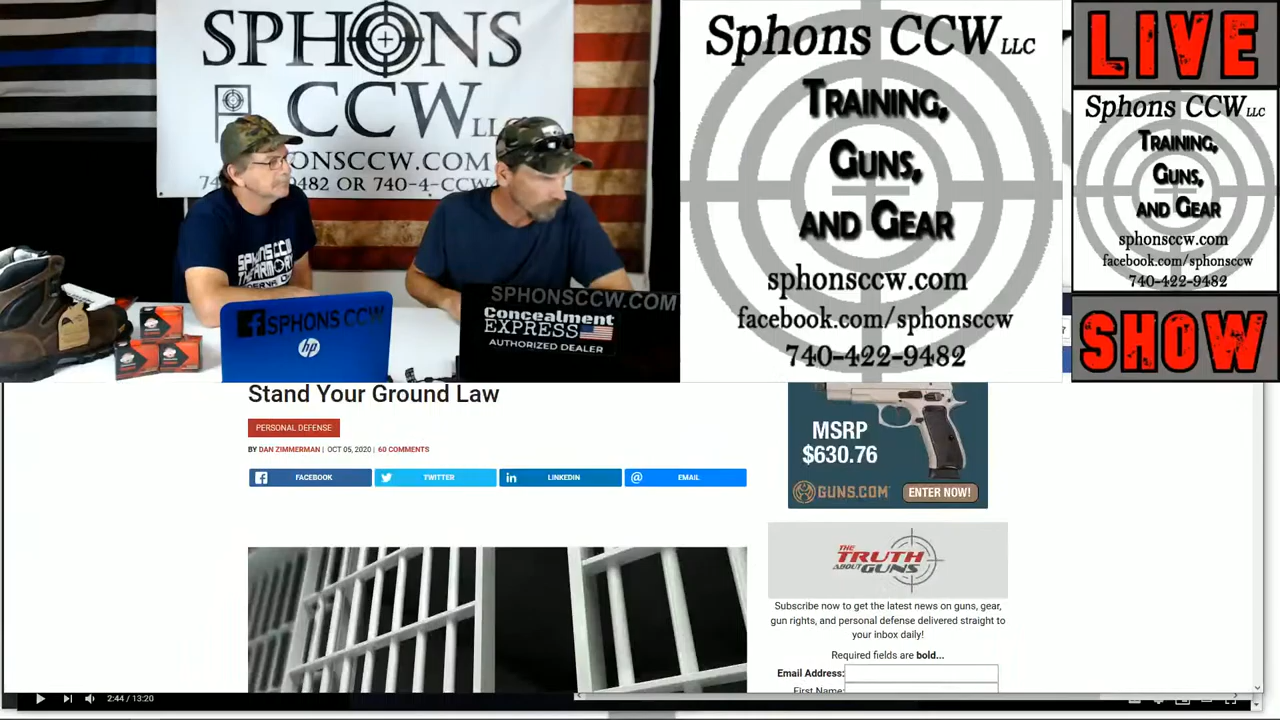 SPHONS
CCW LLC
ONSCCW.COM
9482 OR 740-4-CCW
SPHONS CCW
THE ARMORY
SPHONS CCW
hp
SPHONSCCW.COM
Concealment
EXPRESS
AUTHORIZED DEALER
Sphons CCW LLC
Training,
Guns,
and Gear
sphonsccw.com
facebook.com/sphonsccw
740-422-9482
LIVE
Sphons CCW LLC
Training,
Guns,
and Gear
sphonsccw.com
facebook.com/sphonsccw
740-422-9482
SHOW
Stand Your Ground Law
PERSONAL DEFENSE
BY DAN ZIMMERMAN | OCT 05, 2020 | 60 COMMENTS
FACEBOOK
TWITTER
LINKEDIN
EMAIL
MSRP
$630.76
GUNS.COM
ENTER NOW!
THE
TRUTH
ABOUT GUNS
Subscribe now to get the latest news on guns, gear,
gun rights, and personal defense delivered straight to
your inbox daily!
Required fields are bold...
Email Address:
First Name:
2:44 / 13:20